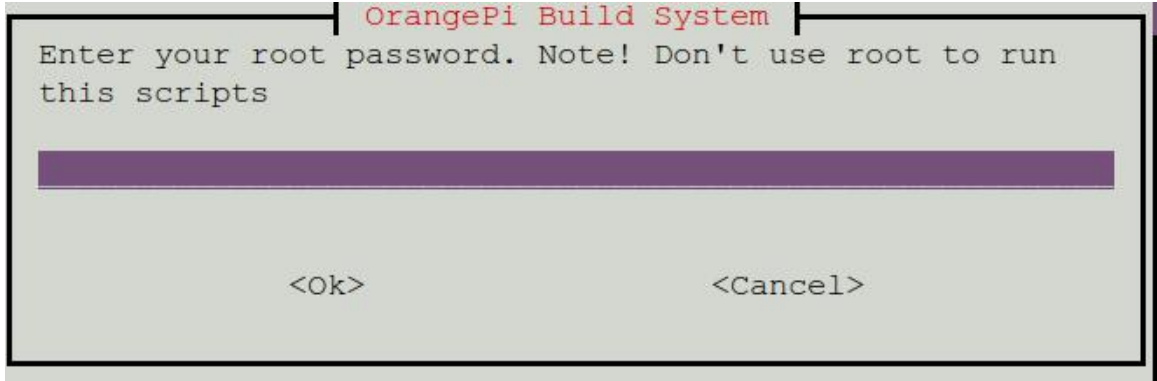 OrangePi Build System
Enter your root password. Note! Don't use root to run
this scripts
<Ok> <Cancel>